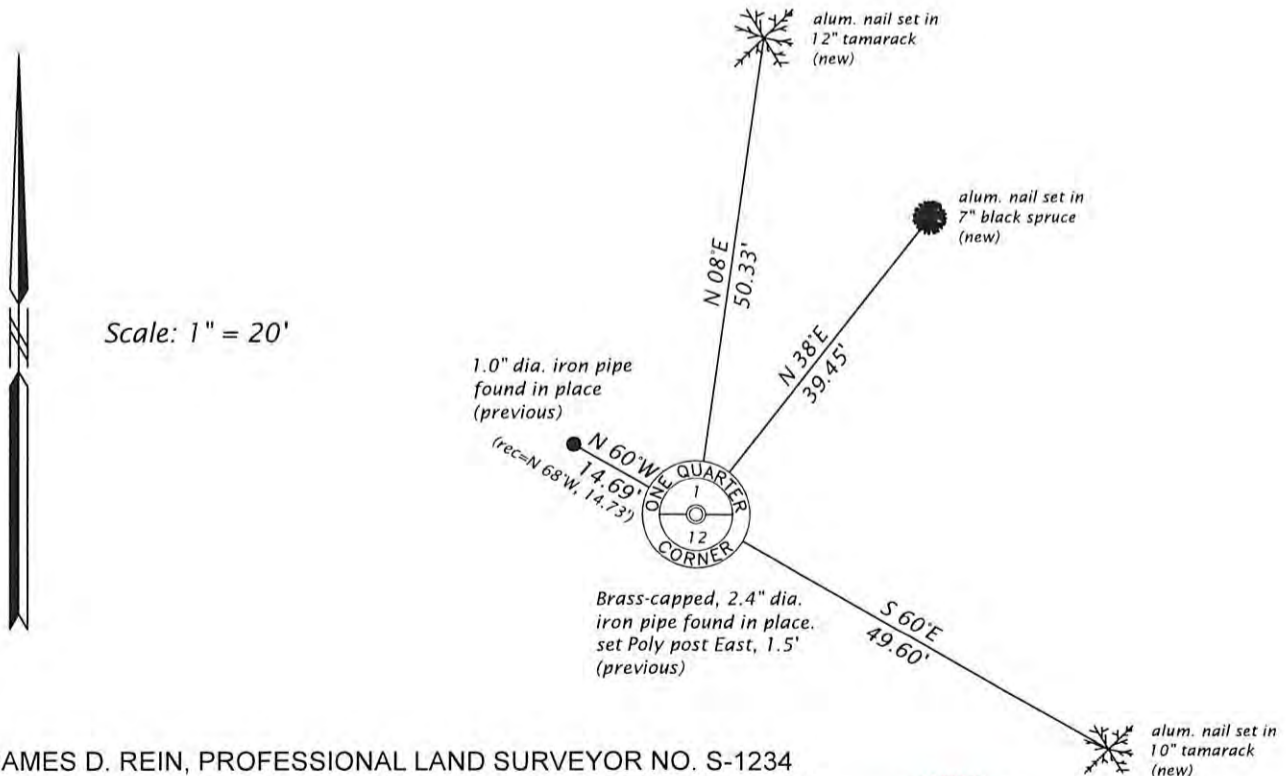 alum. nail set in
12" tamarack
(new)
alum. nail set in
7" black spruce
(new)
N 08°E
50.33'
Scale: 1" = 20'
N 38°E
39.45'
1.0" dia. iron pipe
found in place
(previous)
N 60°W
14.69'
(rec=N 68°W, 14.73')
ONE QUARTER
1
12
CORNER
Brass-capped, 2.4" dia.
iron pipe found in place.
set Poly post East, 1.5'
(previous)
S 60°E
49.60'
alum. nail set in
10" tamarack
(new)
AMES D. REIN, PROFESSIONAL LAND SURVEYOR NO. S-1234